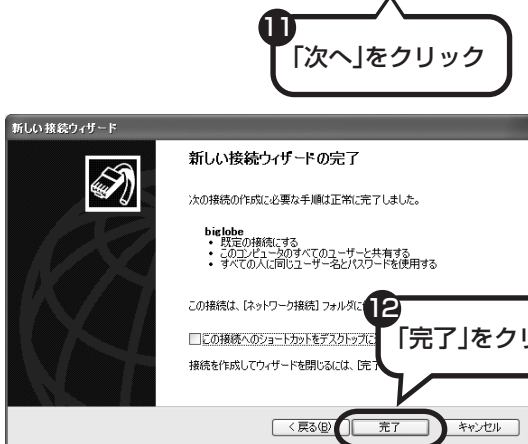 11
「次へ」をクリック
新しい接続ウィザード
新しい接続ウィザードの完了
次の接続の作成に必要な手順は正常に完了しました。
biglobe
• 既定の接続にする
• このコンピュータのすべてのユーザーと共有する
• すべての人に同じユーザー名とパスワードを使用する
この接続は、[ネットワーク接続] フォルダに
12
「完了」をクリ
この接続へのショートカットをデスクトップに
接続を作成してウィザードを閉じるには、[完了
< 戻る(B) 完了 キャンセル